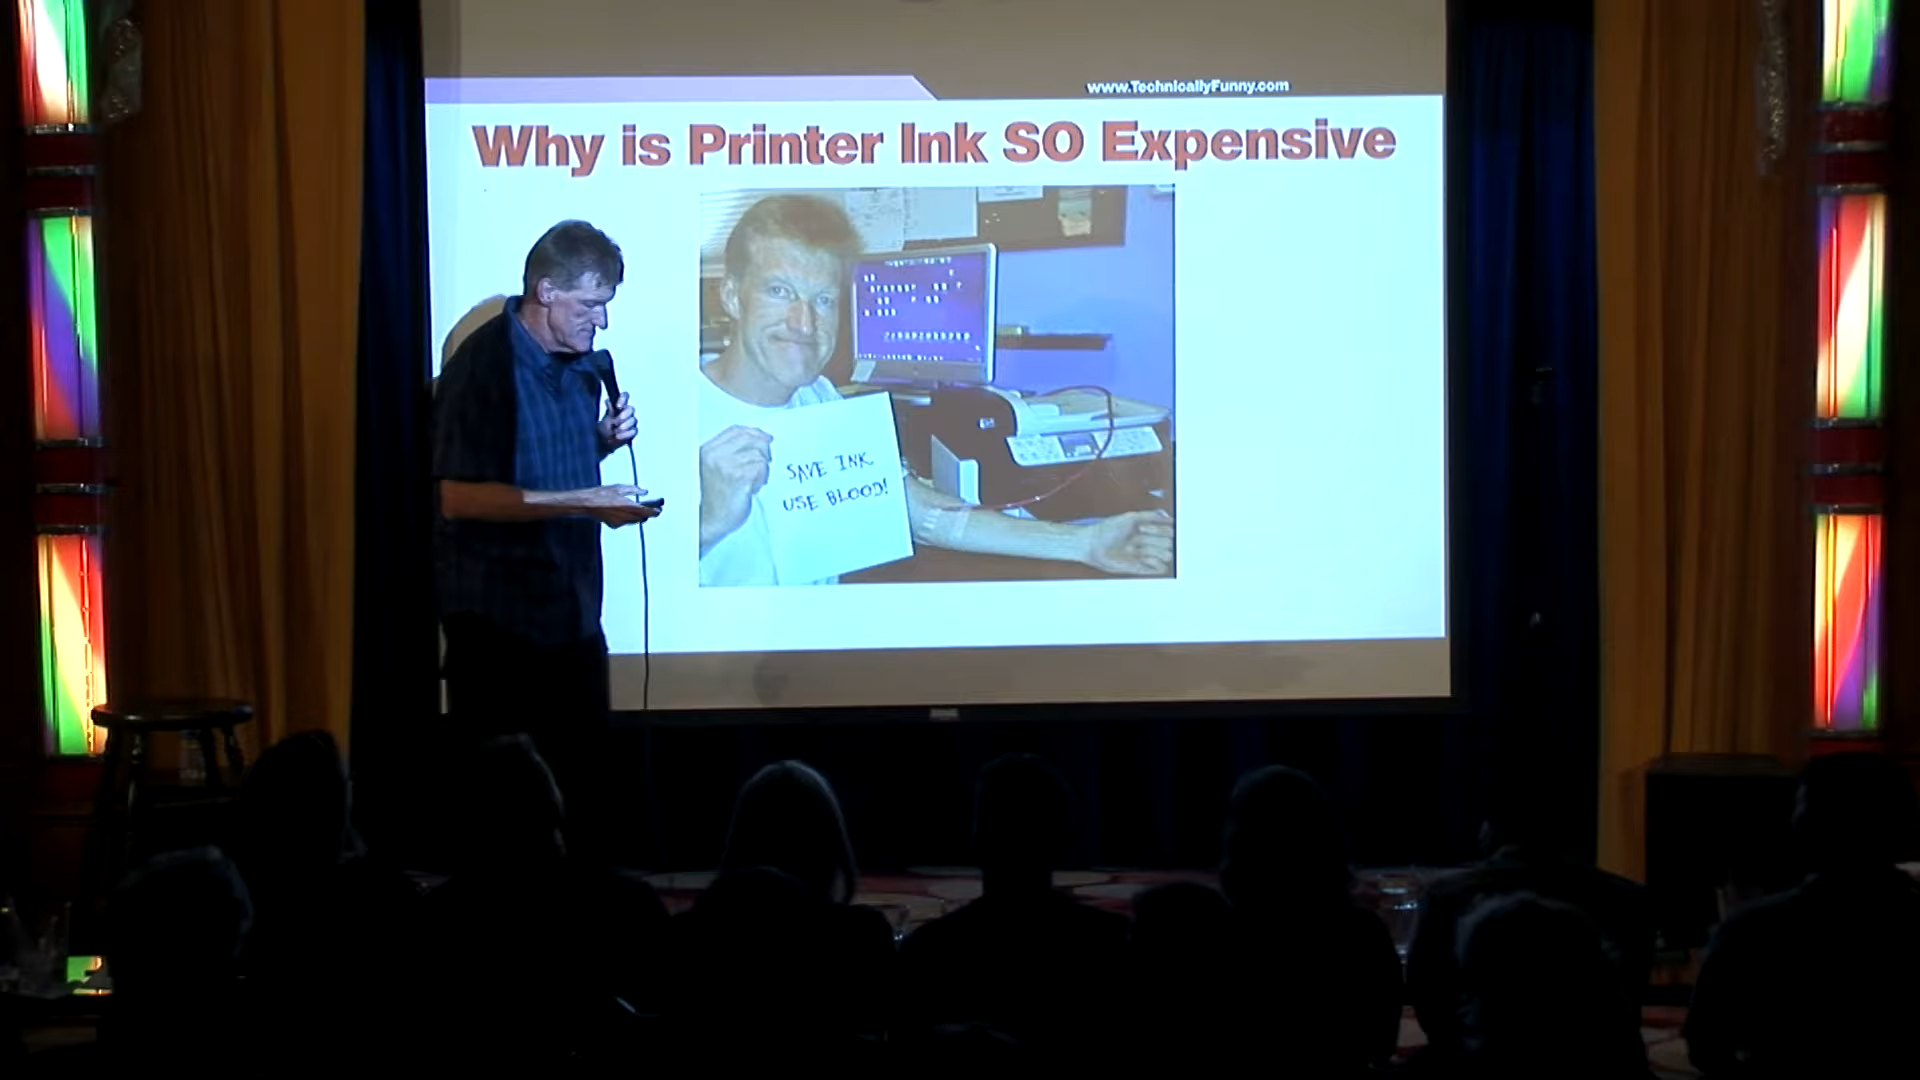 www.TechnicallyFunny.com
Why is Printer Ink SO Expensive
SAVE INK
USE BLOOD!